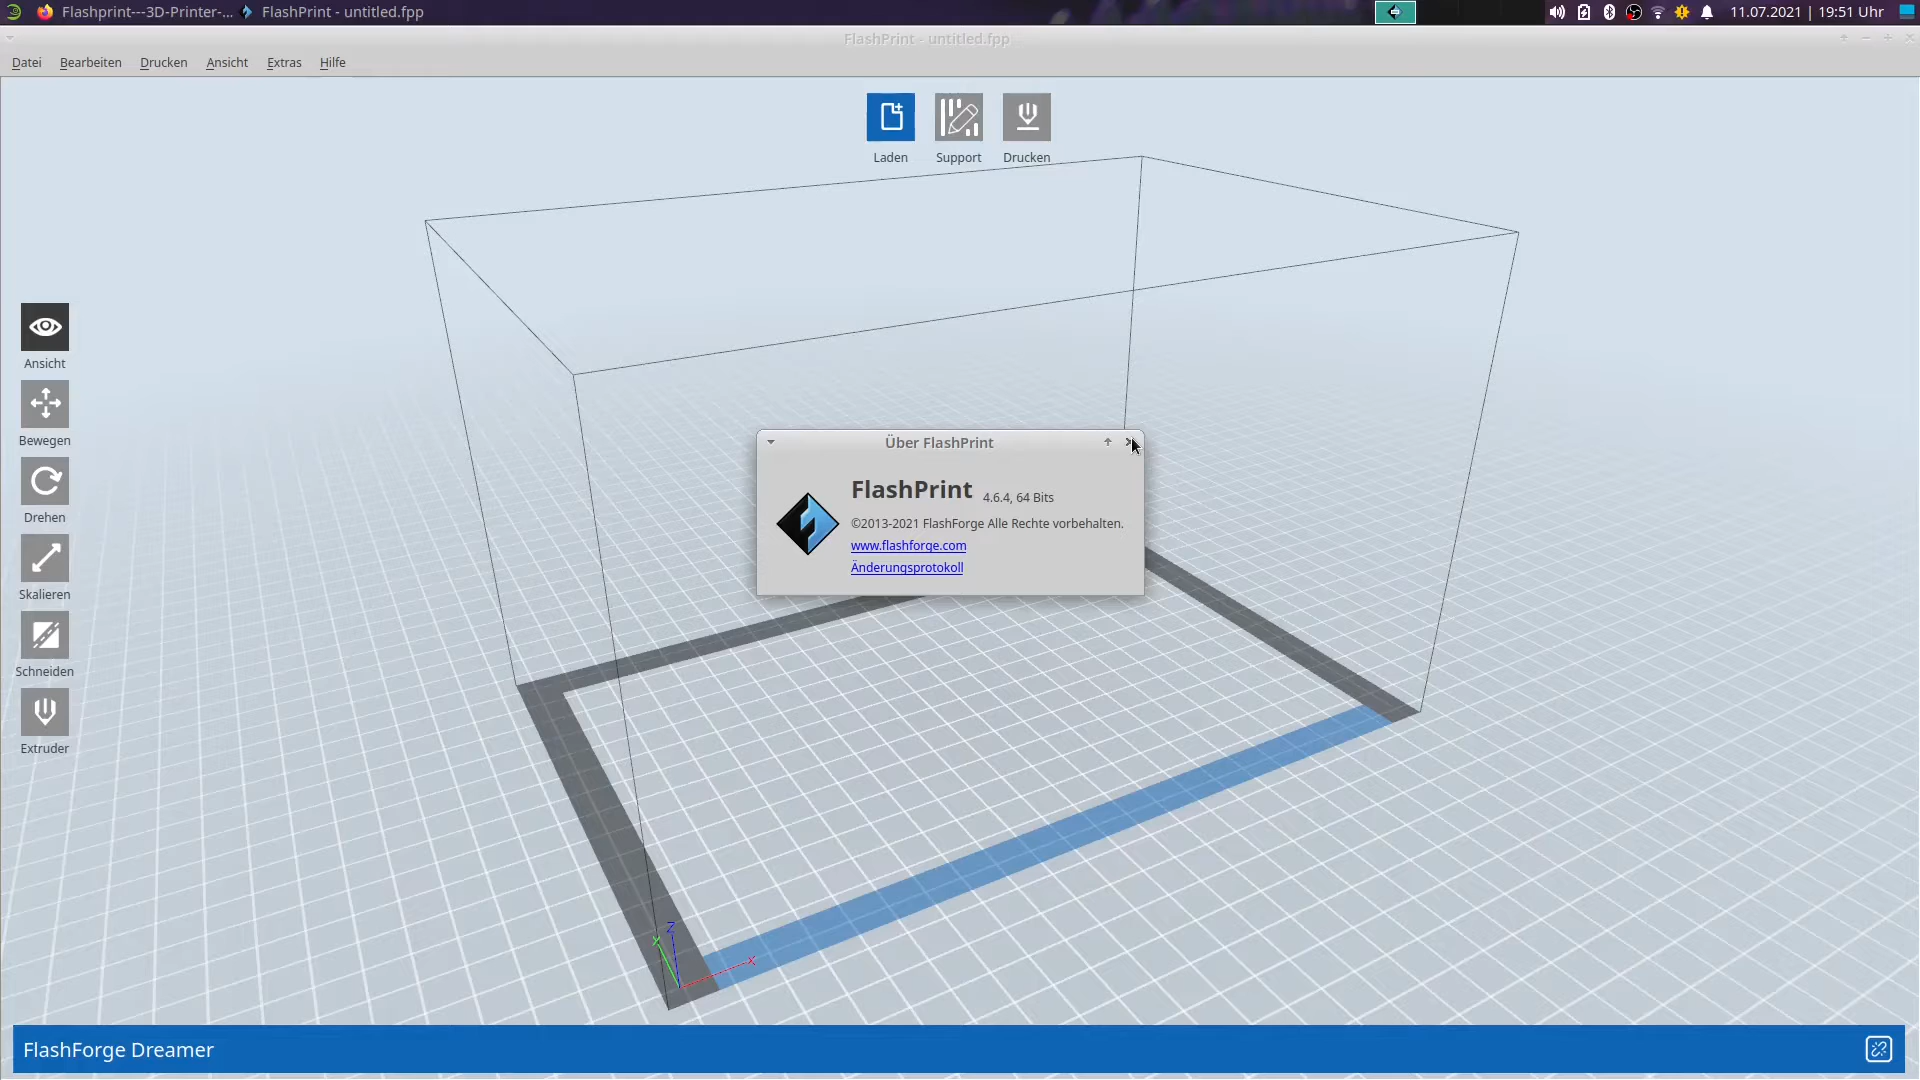 Flashprint---3D-Printer-... FlashPrint - untitled.fpp 11.07.2021 | 19:51 Uhr
FlashPrint - untitled.fpp
Datei Bearbeiten Drucken Ansicht Extras Hilfe
Laden Support Drucken
Ansicht
Bewegen
Drehen
Skalieren
Schneiden
Extruder
Über FlashPrint
FlashPrint 4.6.4, 64 Bits
©2013-2021 FlashForge Alle Rechte vorbehalten.
www.flashforge.com
Änderungsprotokoll
Z
Y
X
FlashForge Dreamer